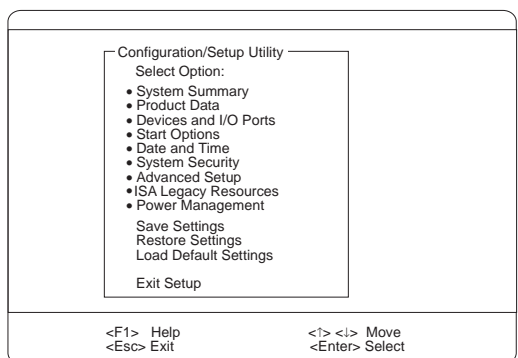 Configuration/Setup Utility
Select Option:
• System Summary
• Product Data
• Devices and I/O Ports
• Start Options
• Date and Time
• System Security
• Advanced Setup
•ISA Legacy Resources
• Power Management
Save Settings
Restore Settings
Load Default Settings
Exit Setup
<F1> Help <↑> <↓> Move
<Esc> Exit <Enter> Select